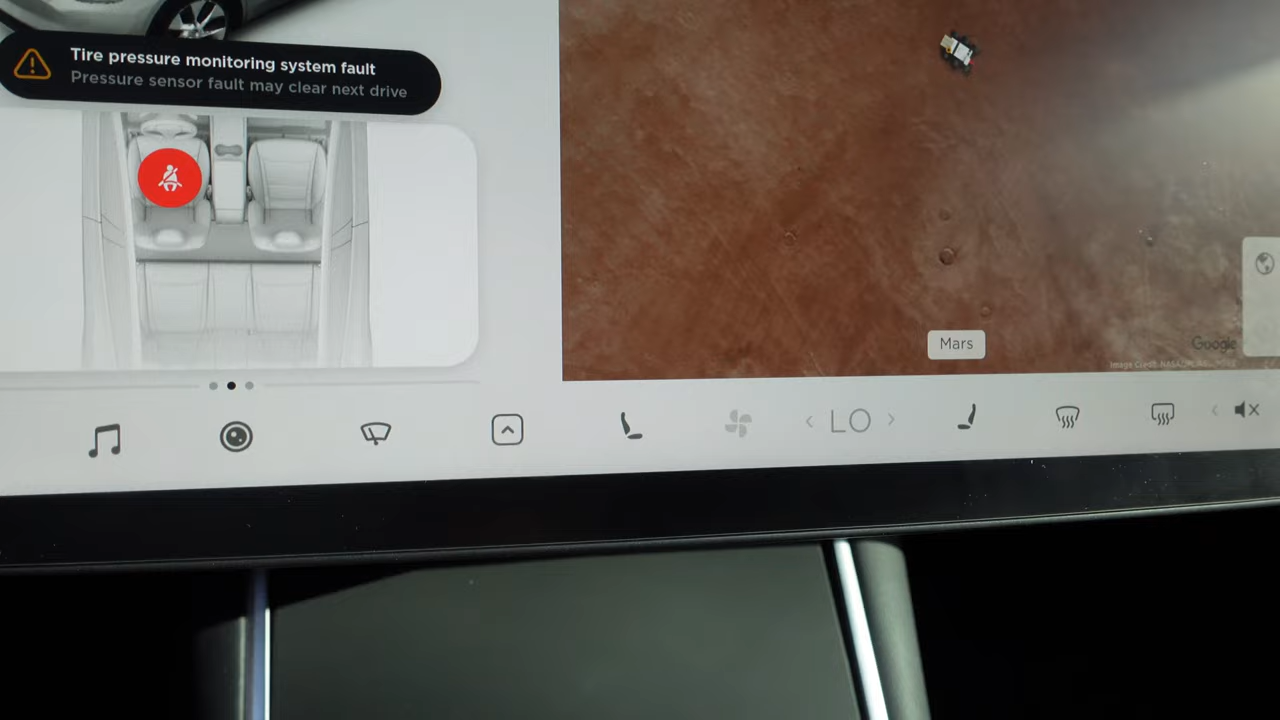 Tire pressure monitoring system fault
Pressure sensor fault may clear next drive
Mars
Google
LO